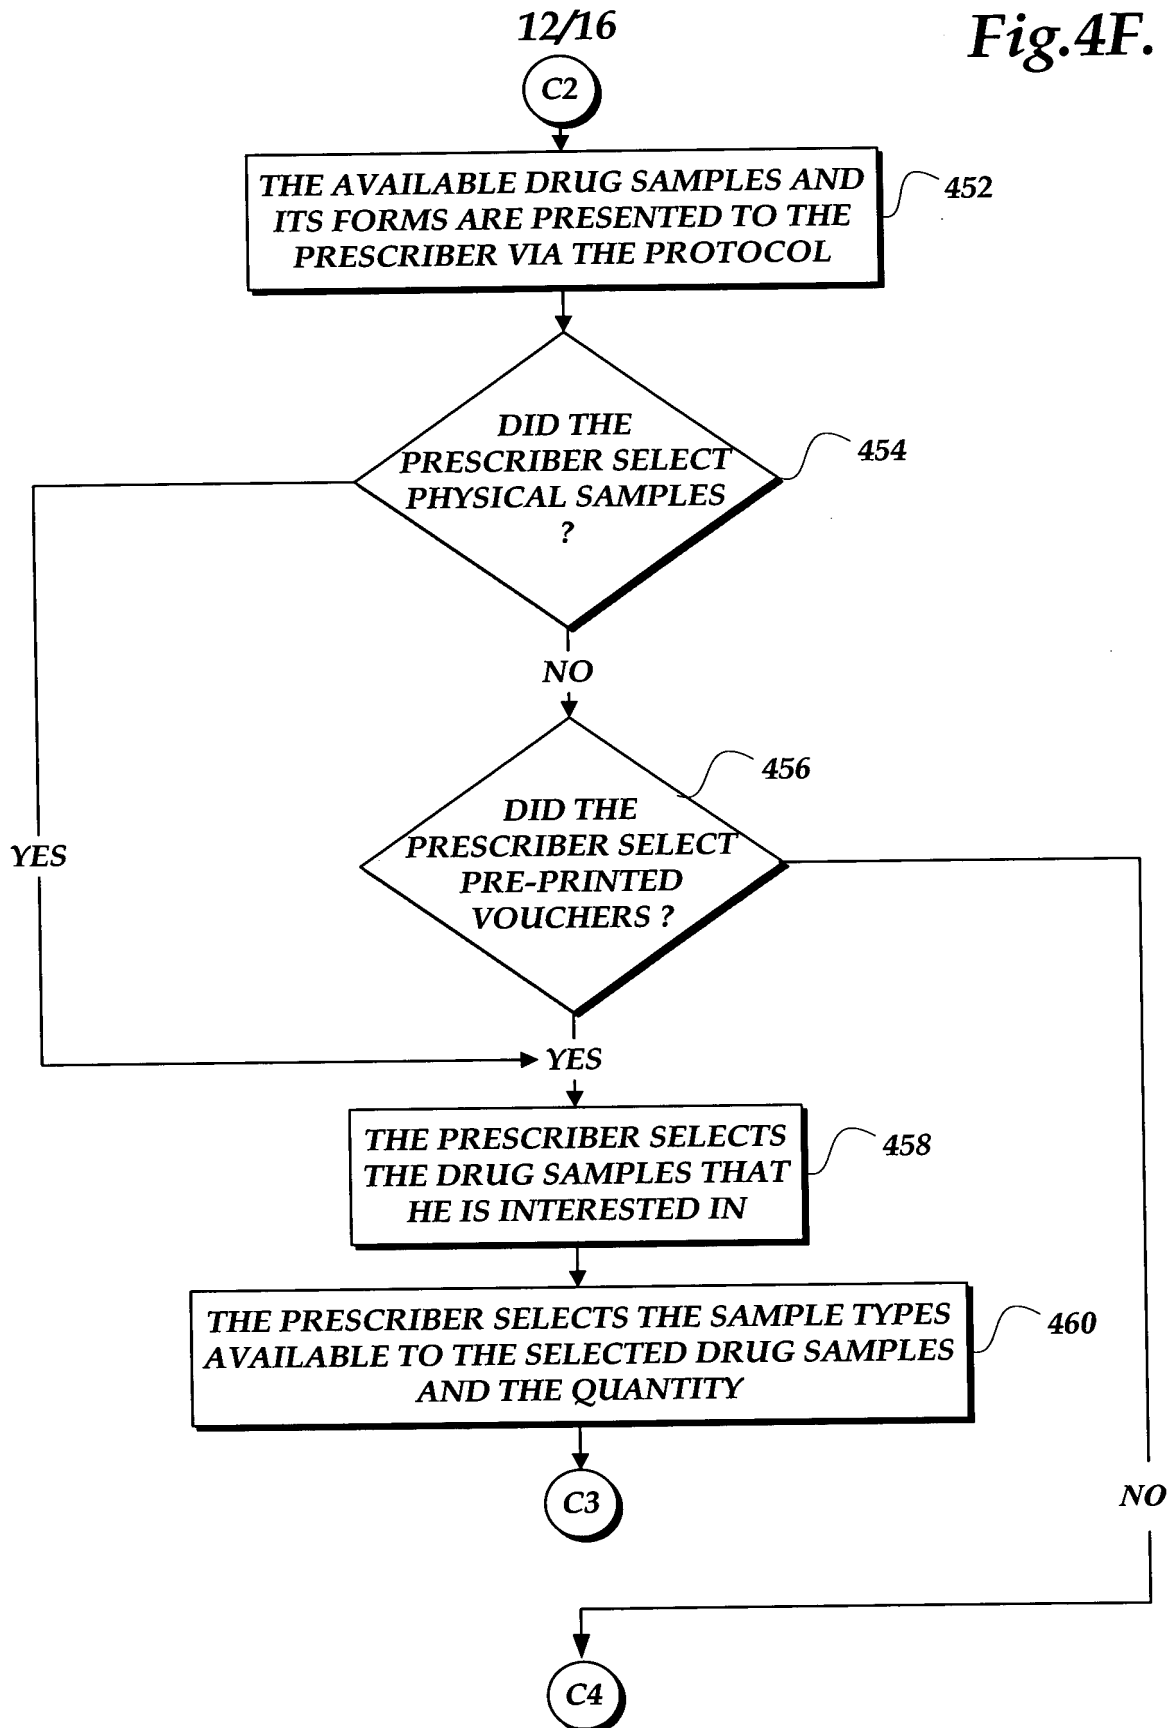 12/16
Fig.4F.
C2
THE AVAILABLE DRUG SAMPLES AND
ITS FORMS ARE PRESENTED TO THE
PRESCRIBER VIA THE PROTOCOL
452
DID THE
PRESCRIBER SELECT
PHYSICAL SAMPLES
?
454
NO
DID THE
PRESCRIBER SELECT
PRE-PRINTED
VOUCHERS ?
456
YES
YES
THE PRESCRIBER SELECTS
THE DRUG SAMPLES THAT
HE IS INTERESTED IN
458
THE PRESCRIBER SELECTS THE SAMPLE TYPES
AVAILABLE TO THE SELECTED DRUG SAMPLES
AND THE QUANTITY
460
C3
NO
C4